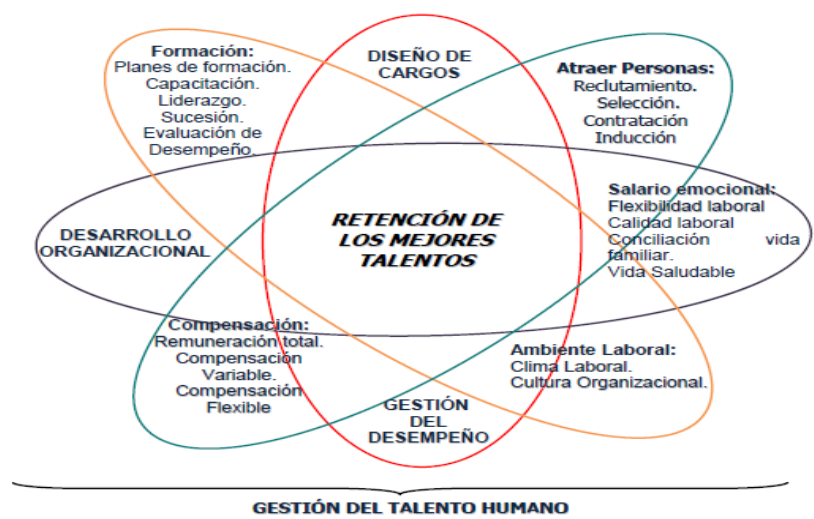 Formación:
Planes de formación.
Capacitación.
Liderazgo.
Sucesión.
Evaluación de
Desempeño.
DISEÑO DE
CARGOS
Atraer Personas:
Reclutamiento.
Selección.
Contratación
Inducción
DESARROLLO
ORGANIZACIONAL
RETENCIÓN DE
LOS MEJORES
TALENTOS
Salario emocional:
Flexibilidad laboral
Calidad laboral
Conciliación vida
familiar.
Vida Saludable
Compensación:
Remuneración total.
Compensación
Variable.
Compensación
Flexible
GESTIÓN
DEL
DESEMPEÑO
Ambiente Laboral:
Clima Laboral.
Cultura Organizacional.
GESTIÓN DEL TALENTO HUMANO